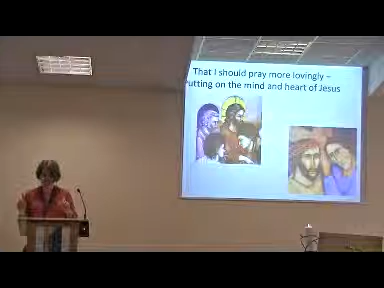 That I should pray more lovingly –
utting on the mind and heart of Jesus